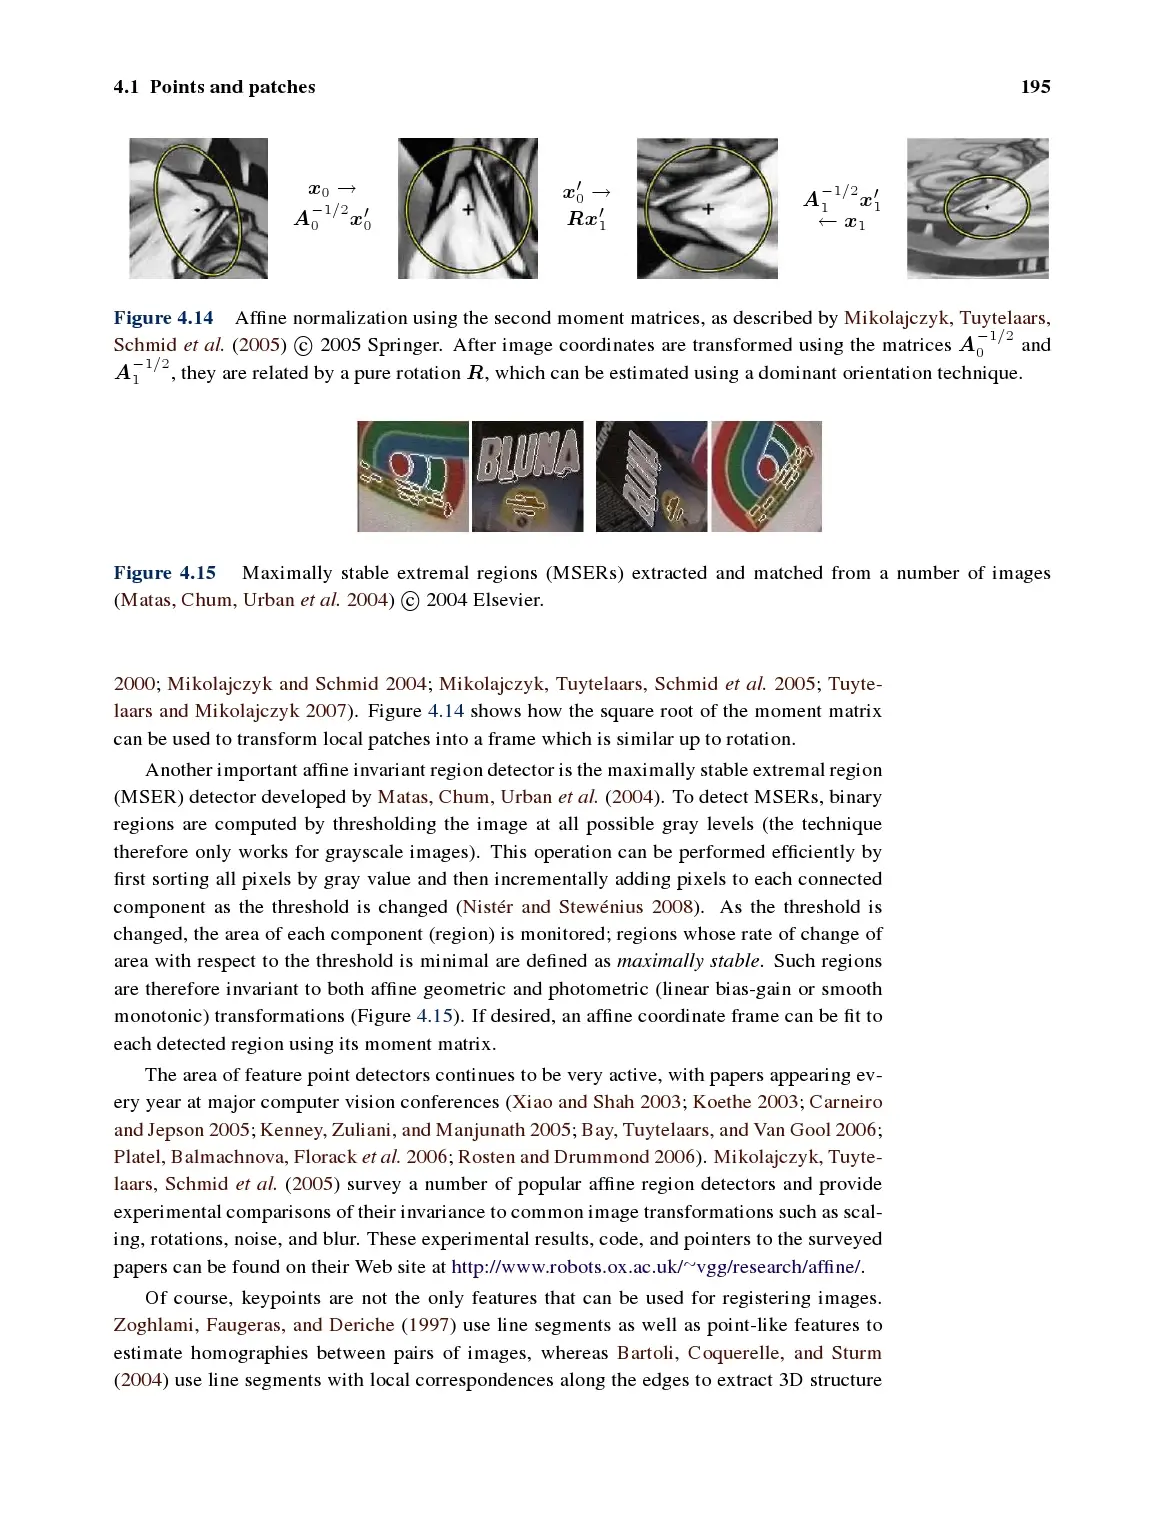 4.1 Points and patches 195
x₀ → x′₀ → A₁^{−1/2}x′₁
A₀^{−1/2}x′₀ Rx′₁ ← x₁
Figure 4.14 Affine normalization using the second moment matrices, as described by Mikolajczyk, Tuytelaars,
Schmid et al. (2005) © 2005 Springer. After image coordinates are transformed using the matrices A₀^{−1/2} and
A₁^{−1/2}, they are related by a pure rotation R, which can be estimated using a dominant orientation technique.
BLUNA BLUNA
Figure 4.15 Maximally stable extremal regions (MSERs) extracted and matched from a number of images
(Matas, Chum, Urban et al. 2004) © 2004 Elsevier.
2000; Mikolajczyk and Schmid 2004; Mikolajczyk, Tuytelaars, Schmid et al. 2005; Tuyte-
laars and Mikolajczyk 2007). Figure 4.14 shows how the square root of the moment matrix
can be used to transform local patches into a frame which is similar up to rotation.
Another important affine invariant region detector is the maximally stable extremal region
(MSER) detector developed by Matas, Chum, Urban et al. (2004). To detect MSERs, binary
regions are computed by thresholding the image at all possible gray levels (the technique
therefore only works for grayscale images). This operation can be performed efficiently by
first sorting all pixels by gray value and then incrementally adding pixels to each connected
component as the threshold is changed (Nistér and Stewénius 2008). As the threshold is
changed, the area of each component (region) is monitored; regions whose rate of change of
area with respect to the threshold is minimal are defined as maximally stable. Such regions
are therefore invariant to both affine geometric and photometric (linear bias-gain or smooth
monotonic) transformations (Figure 4.15). If desired, an affine coordinate frame can be fit to
each detected region using its moment matrix.
The area of feature point detectors continues to be very active, with papers appearing ev-
ery year at major computer vision conferences (Xiao and Shah 2003; Koethe 2003; Carneiro
and Jepson 2005; Kenney, Zuliani, and Manjunath 2005; Bay, Tuytelaars, and Van Gool 2006;
Platel, Balmachnova, Florack et al. 2006; Rosten and Drummond 2006). Mikolajczyk, Tuyte-
laars, Schmid et al. (2005) survey a number of popular affine region detectors and provide
experimental comparisons of their invariance to common image transformations such as scal-
ing, rotations, noise, and blur. These experimental results, code, and pointers to the surveyed
papers can be found on their Web site at http://www.robots.ox.ac.uk/~vgg/research/affine/.
Of course, keypoints are not the only features that can be used for registering images.
Zoghlami, Faugeras, and Deriche (1997) use line segments as well as point-like features to
estimate homographies between pairs of images, whereas Bartoli, Coquerelle, and Sturm
(2004) use line segments with local correspondences along the edges to extract 3D structure